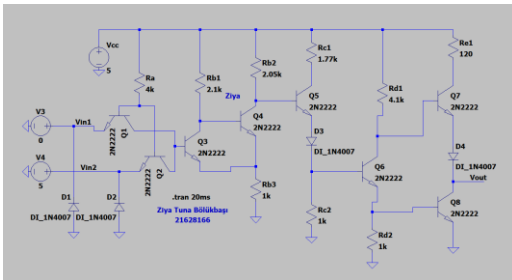 Vcc
5
Ra
4k
Rb1
2.1k
Rb2
2.05k
Rc1
1.77k
Re1
120
Rd1
4.1k
Ziya
V3
0
Vin1
2N2222
Q1
Q3
2N2222
Q4
2N2222
Q5
2N2222
Q7
2N2222
D3
DI_1N4007
D4
DI_1N4007
V4
5
Vin2
2N2222
Q2
Q6
2N2222
Vout
D1
DI_1N4007
D2
DI_1N4007
.tran 20ms
Ziya Tuna Bölükbaşı
21628166
Rb3
1k
Rc2
1k
Rd2
1k
Q8
2N2222